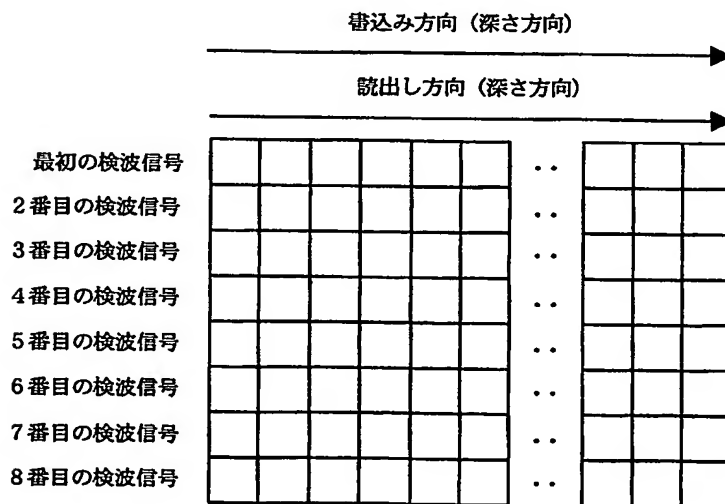 書込み方向（深さ方向）
読出し方向（深さ方向）
最初の検波信号
2番目の検波信号
3番目の検波信号
4番目の検波信号
5番目の検波信号
6番目の検波信号
7番目の検波信号
8番目の検波信号